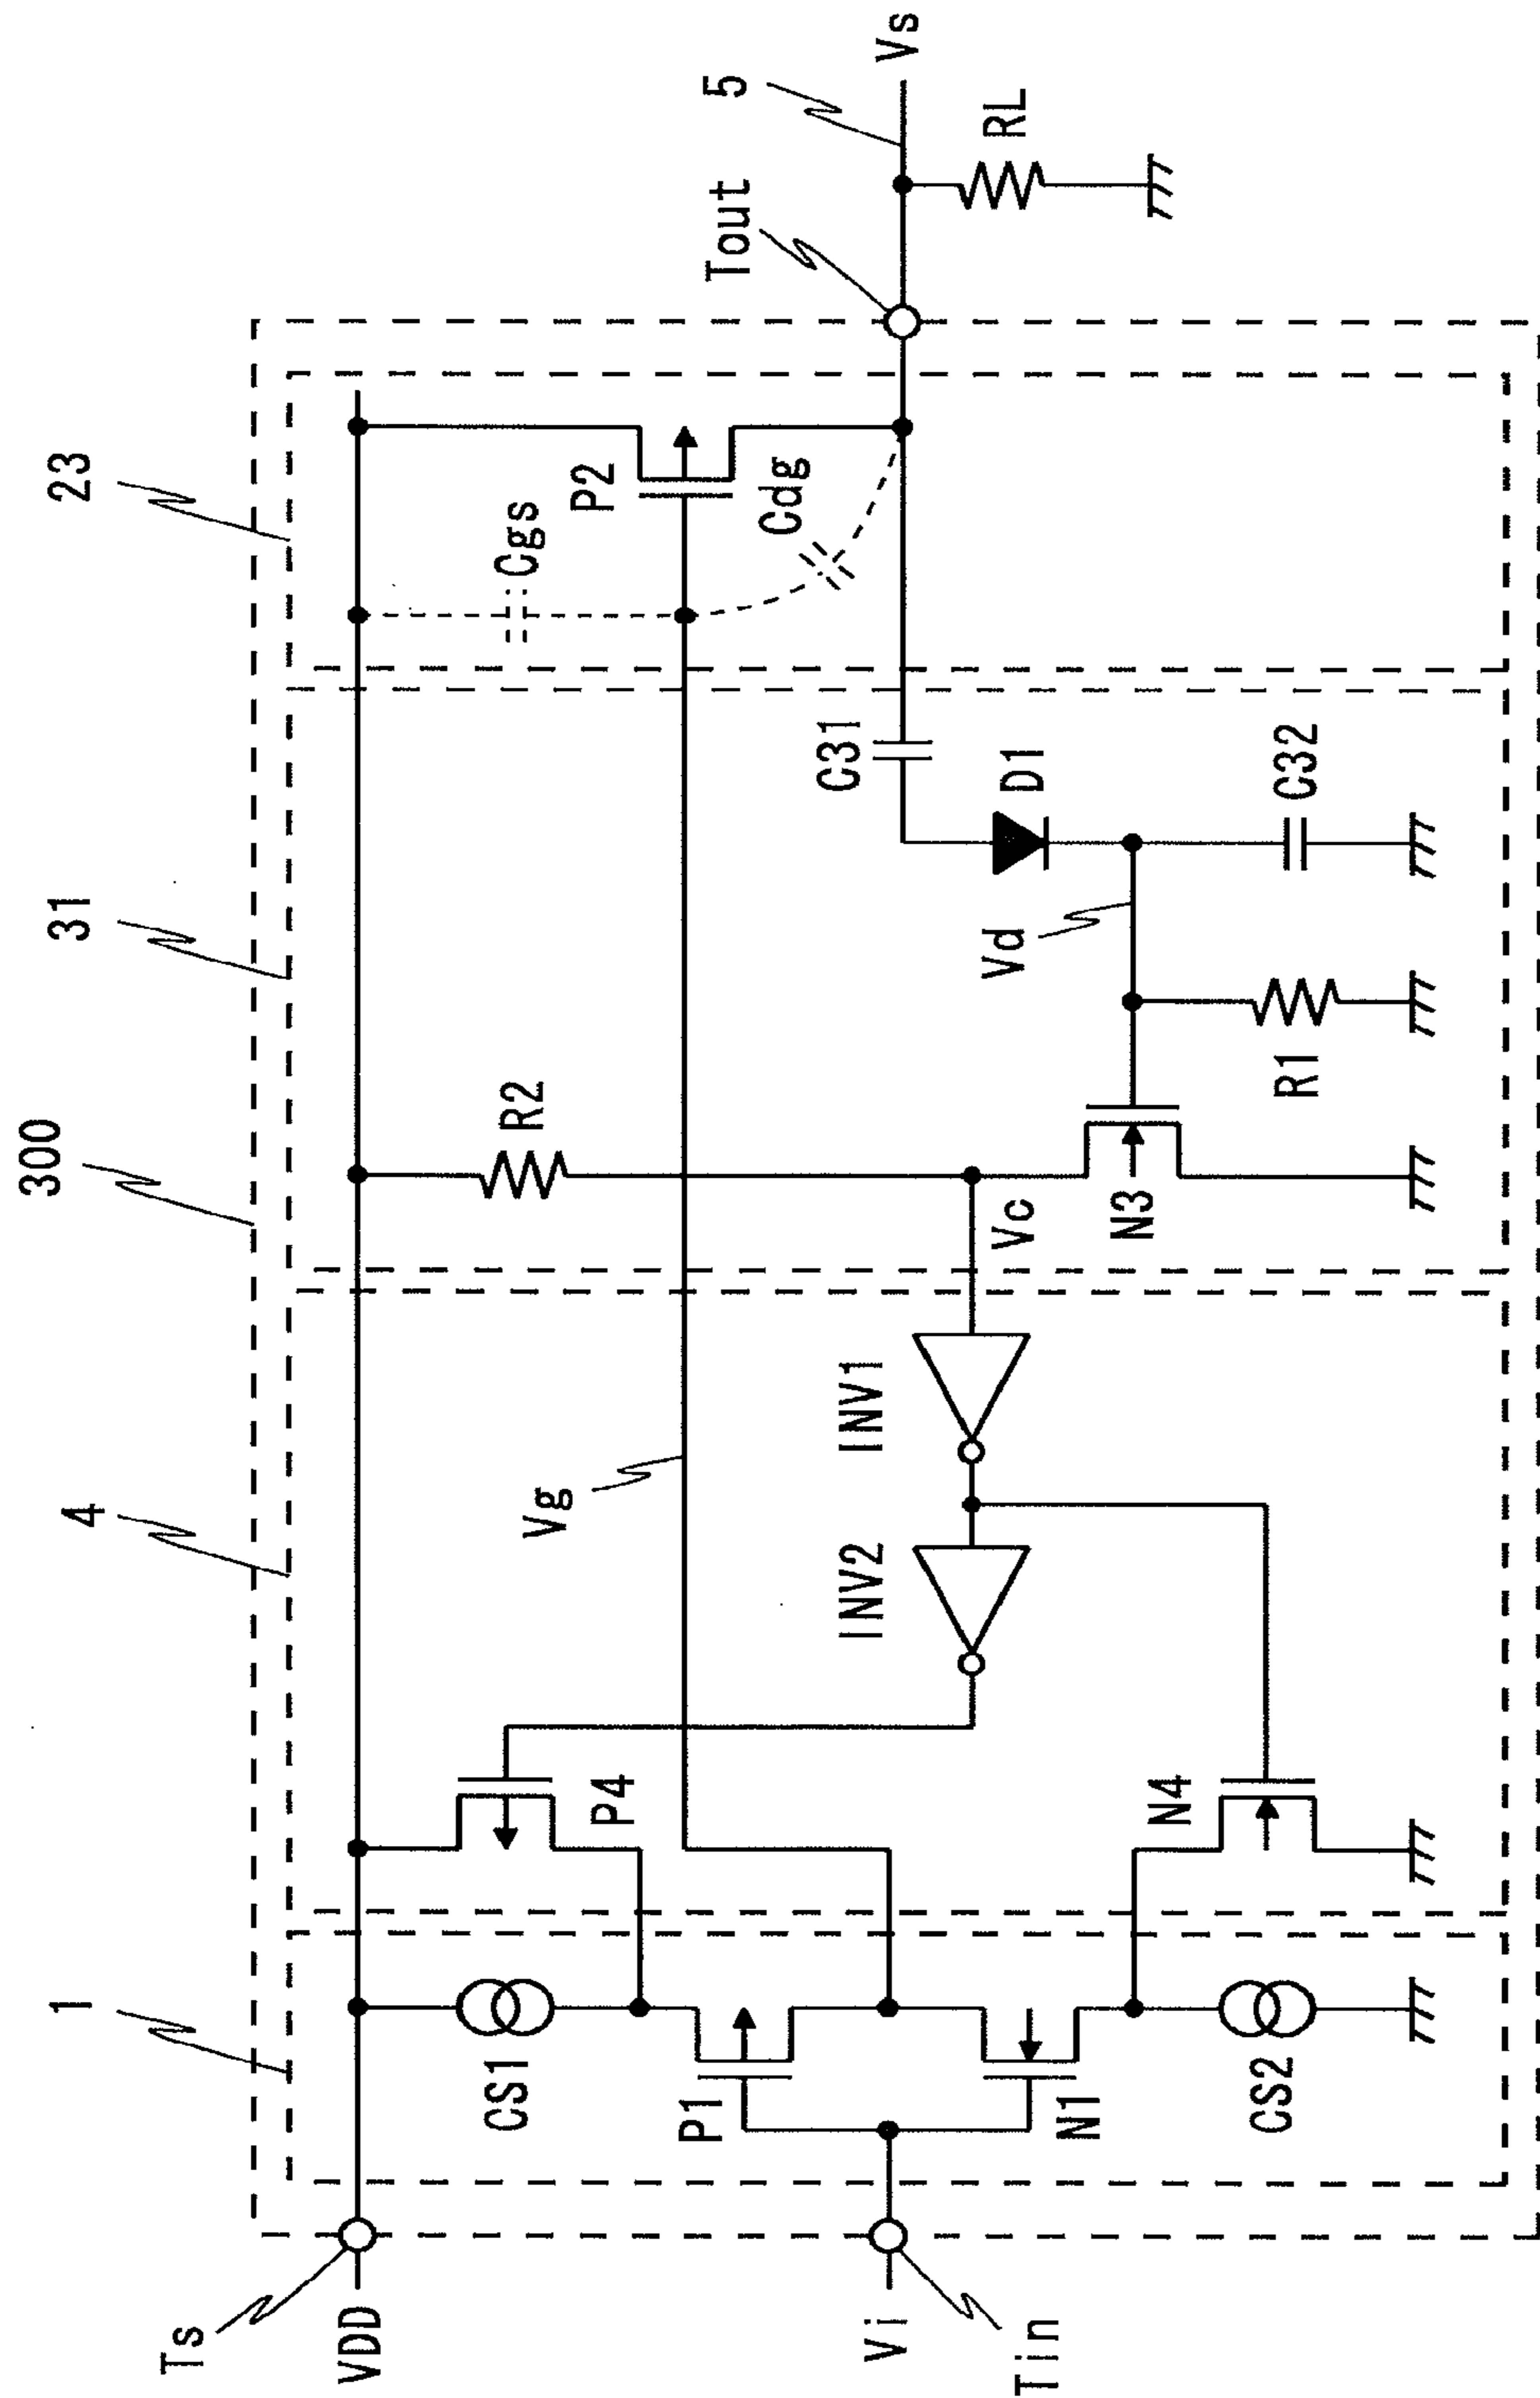 300
1
4
31
23
Ts
VDD
CS1
P4
R2
Cgs
P2
P1
Vg
Cdg
Tout
5
Vs
Vi
INV2
INV1
C31
Vc
Vd
D1
RL
Tin
N1
N4
N3
CS2
R1
C32